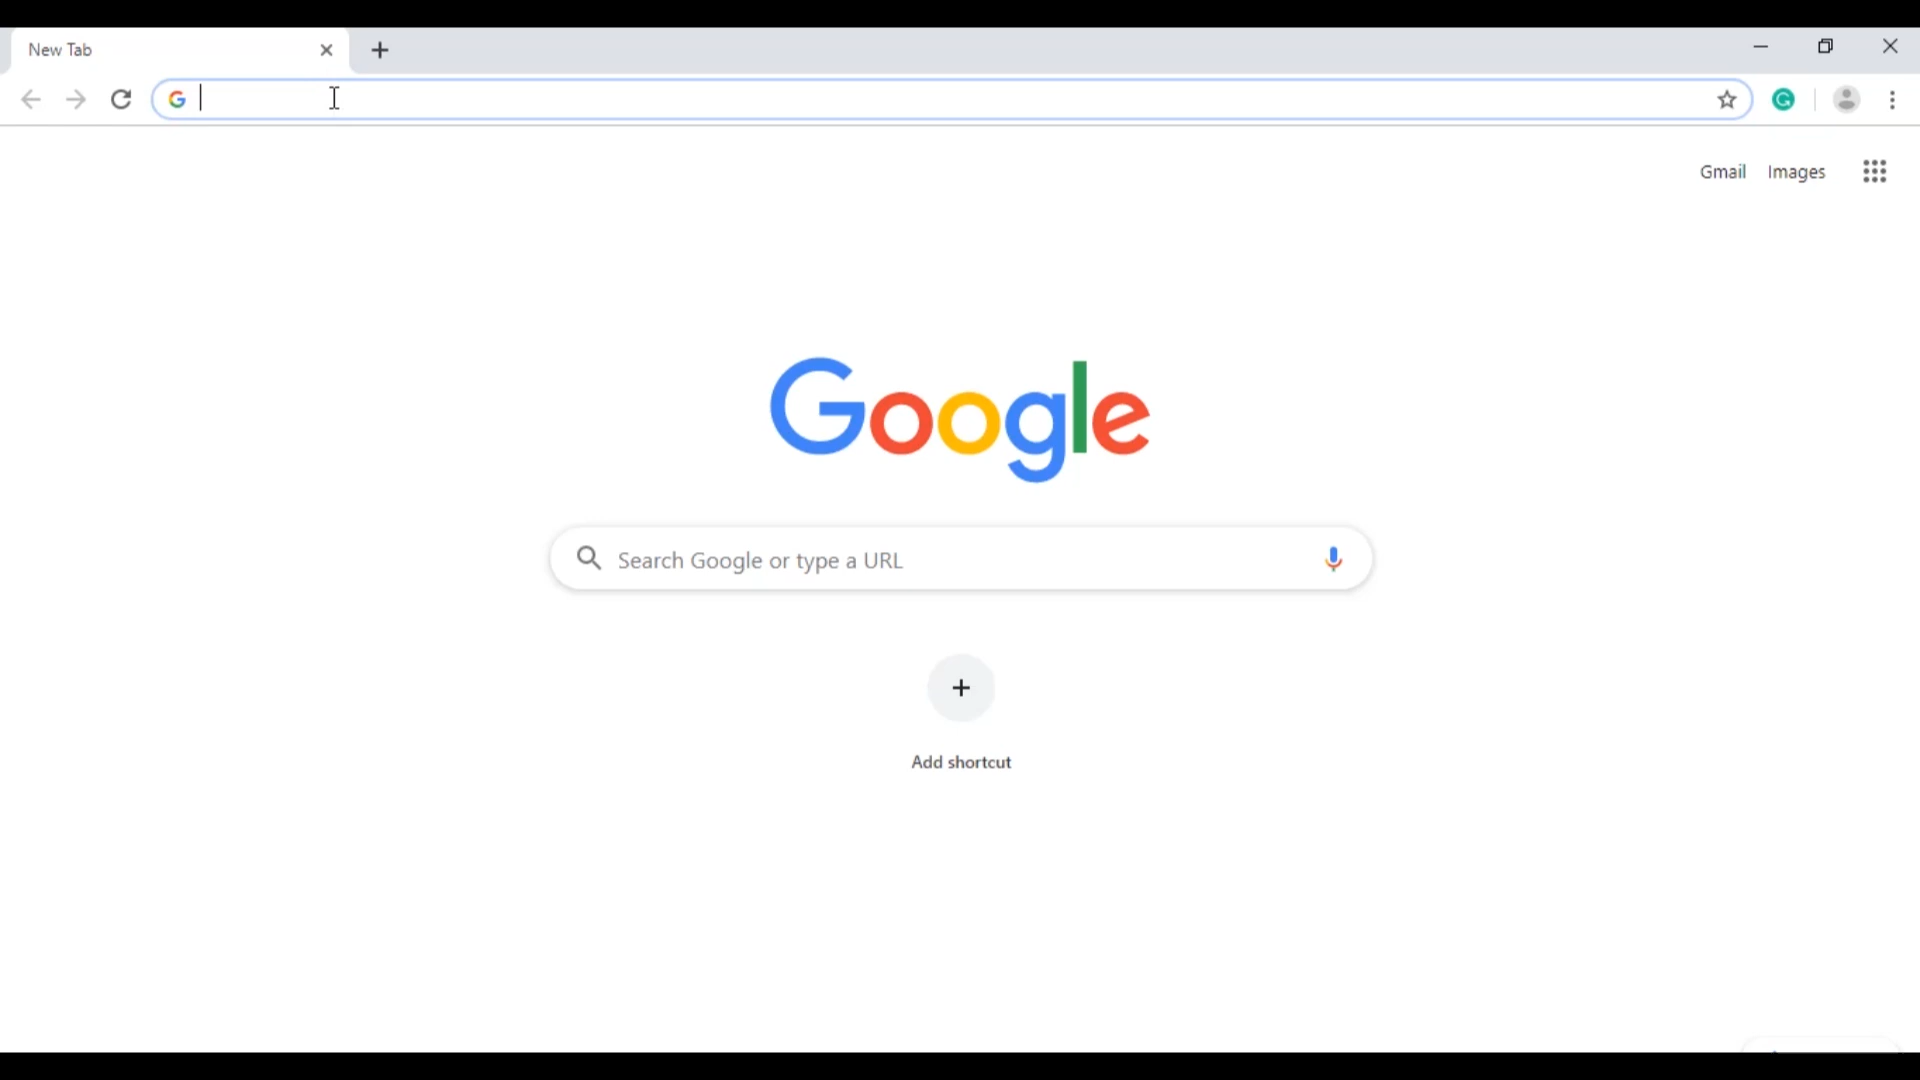 New Tab
Gmail Images
Google
Search Google or type a URL
Add shortcut